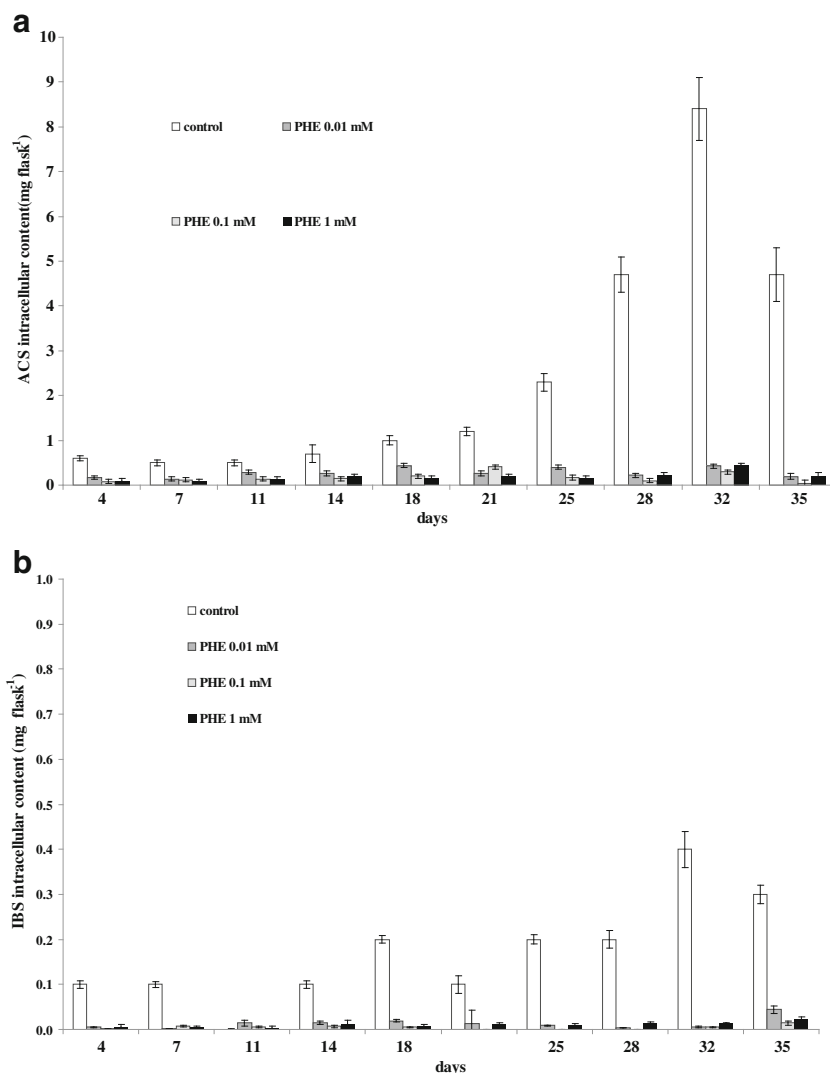 a
10
9
8
7
6
5
4
3
2
1
0
ACS intracellular content(mg flask-1)
control
PHE 0.01 mM
PHE 0.1 mM
PHE 1 mM
4 7 11 14 18 21 25 28 32 35
days
b
1.0
0.9
0.8
0.7
0.6
0.5
0.4
0.3
0.2
0.1
0.0
IBS intracellular content (mg flask-1)
control
PHE 0.01 mM
PHE 0.1 mM
PHE 1 mM
4 7 11 14 18 25 28 32 35
days